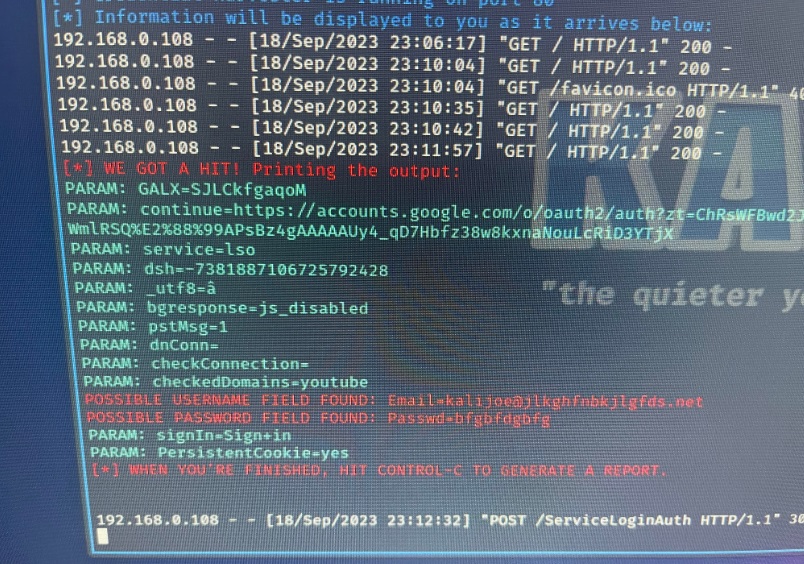 [*] Information will be displayed to you as it arrives below:
192.168.0.108 - - [18/Sep/2023 23:06:17] "GET / HTTP/1.1" 200 -
192.168.0.108 - - [18/Sep/2023 23:10:04] "GET / HTTP/1.1" 200 -
192.168.0.108 - - [18/Sep/2023 23:10:04] "GET /favicon.ico HTTP/1.1" 40
192.168.0.108 - - [18/Sep/2023 23:10:35] "GET / HTTP/1.1" 200 -
192.168.0.108 - - [18/Sep/2023 23:10:42] "GET / HTTP/1.1" 200 -
192.168.0.108 - - [18/Sep/2023 23:11:57] "GET / HTTP/1.1" 200 -
[*] WE GOT A HIT! Printing the output:
PARAM: GALX=SJLCkfgaqoM
PARAM: continue=https://accounts.google.com/o/oauth2/auth?zt=ChRsWFBwd2J
WmlRSQ%E2%88%99APsBz4gAAAAAUy4_qD7Hbfz38w8kxnaNouLcRiD3YTjX
PARAM: service=lso
PARAM: dsh=-7381887106725792428
PARAM: _utf8=â
PARAM: bgresponse=js_disabled
PARAM: pstMsg=1
PARAM: dnConn=
PARAM: checkConnection=
PARAM: checkedDomains=youtube
POSSIBLE USERNAME FIELD FOUND: Email=kalijoe@jlkghfnbkjlgfds.net
POSSIBLE PASSWORD FIELD FOUND: Passwd=bfgbfdgbfg
PARAM: signIn=Sign+in
PARAM: PersistentCookie=yes
[*] WHEN YOU'RE FINISHED, HIT CONTROL-C TO GENERATE A REPORT.
192.168.0.108 - - [18/Sep/2023 23:12:32] "POST /ServiceLoginAuth HTTP/1.1" 30
KA
"the quieter y